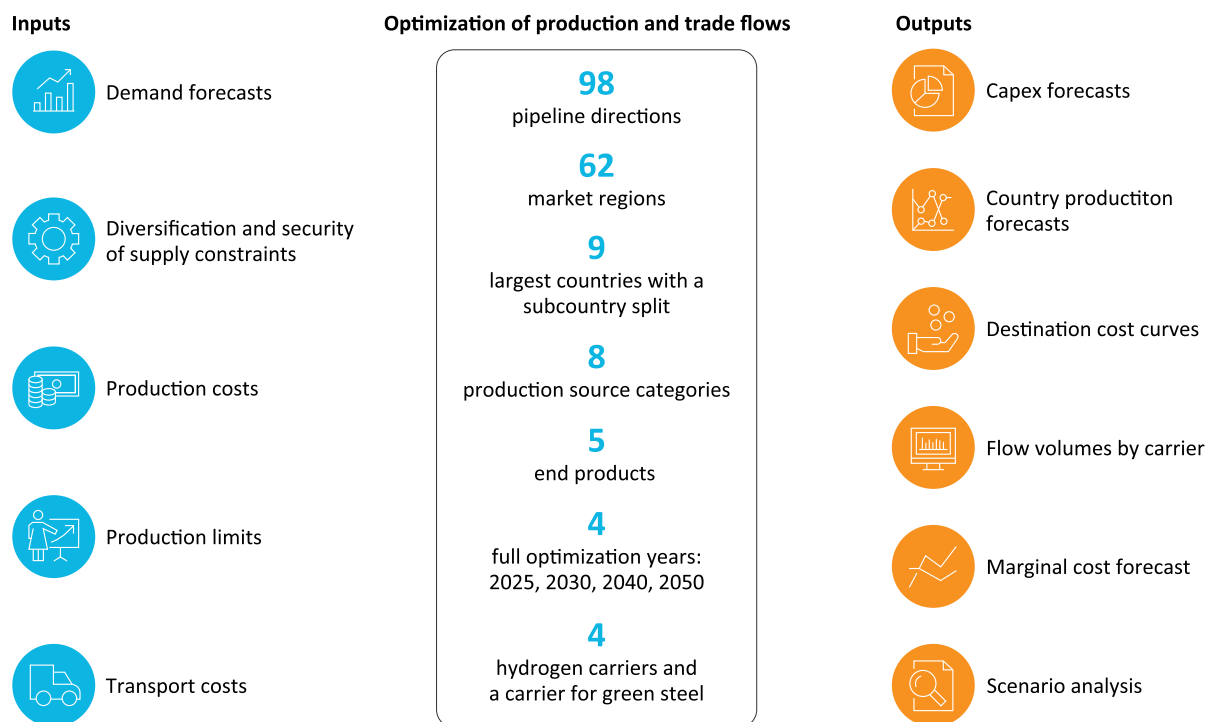 Inputs
Demand forecasts
Diversification and security
of supply constraints
Production costs
Production limits
Transport costs
Optimization of production and trade flows
98
pipeline directions
62
market regions
9
largest countries with a
subcountry split
8
production source categories
5
end products
4
full optimization years:
2025, 2030, 2040, 2050
4
hydrogen carriers and
a carrier for green steel
Outputs
Capex forecasts
Country productiton
forecasts
Destination cost curves
Flow volumes by carrier
Marginal cost forecast
Scenario analysis